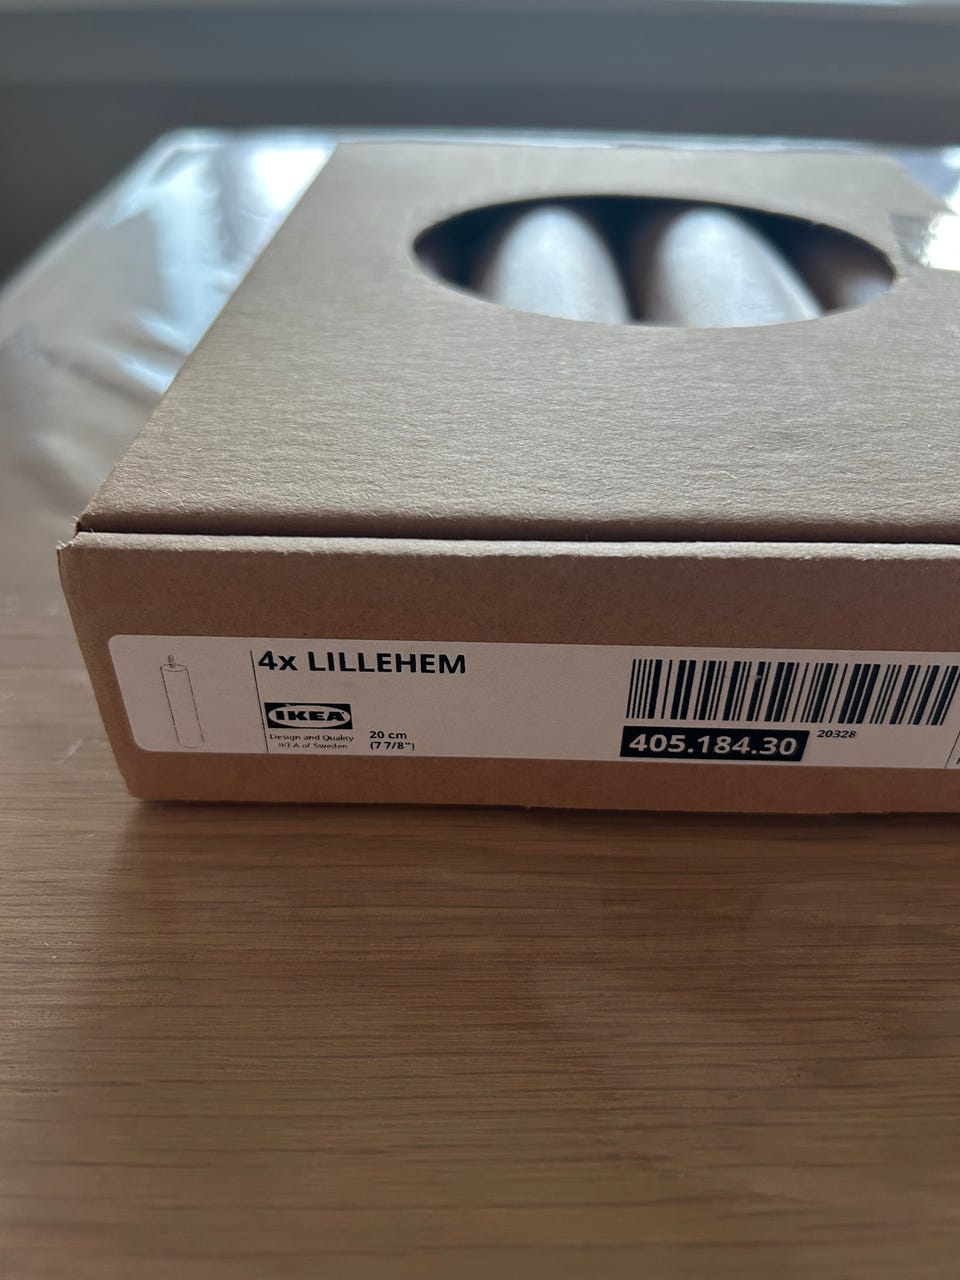 4x LILLEHEM
IKEA
Design and Quality
IKEA of Sweden
20 cm
(7 7/8")
405.184.30
20328